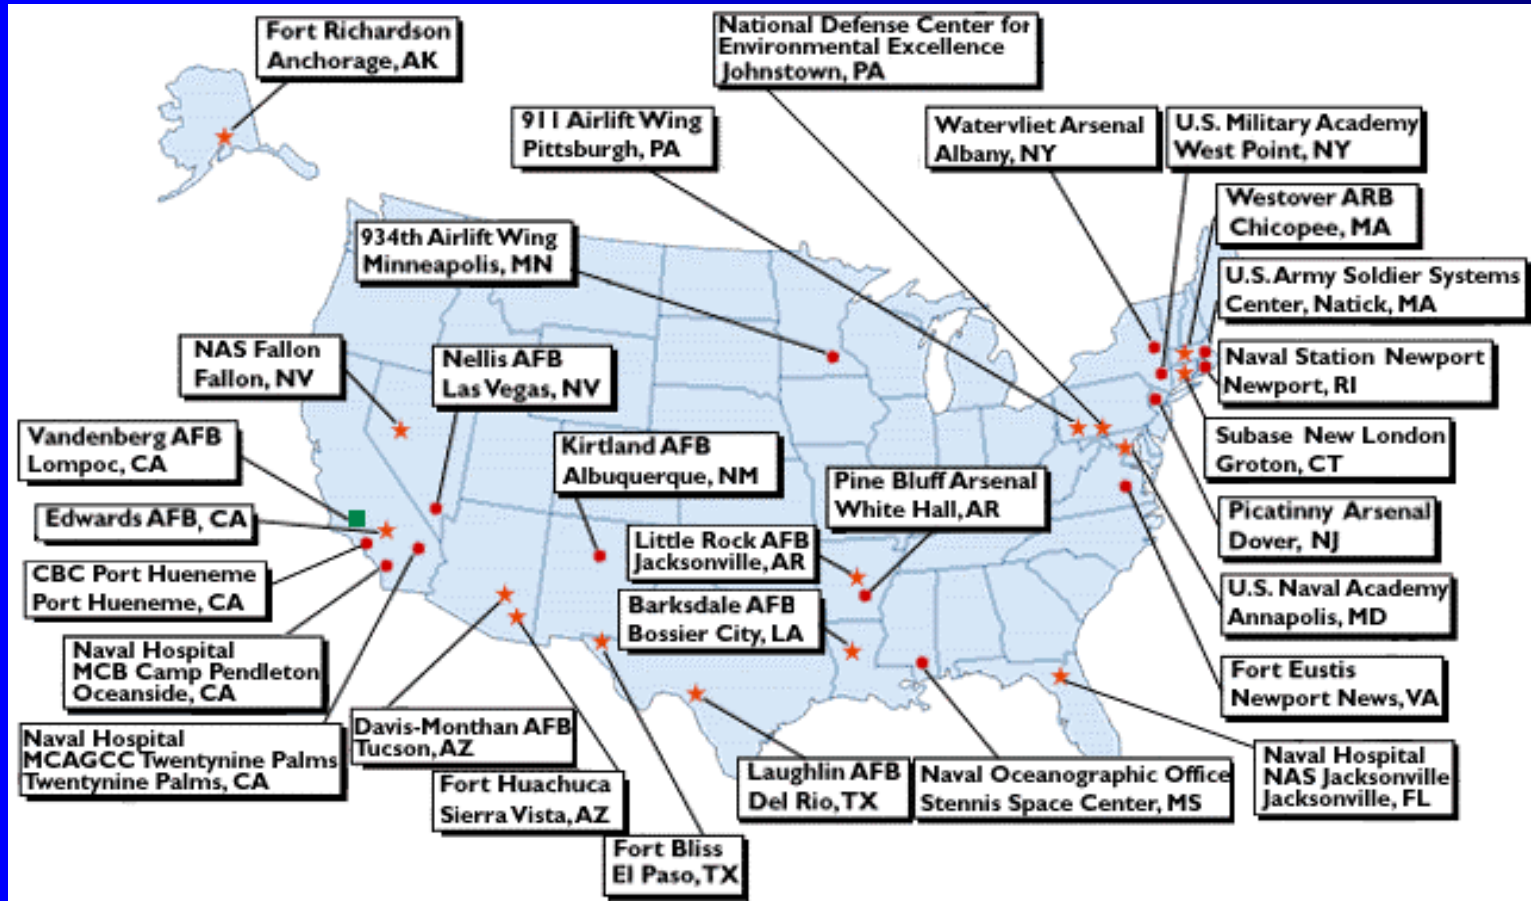 Fort Richardson
Anchorage, AK
National Defense Center for
Environmental Excellence
Johnstown, PA
911 Airlift Wing
Pittsburgh, PA
Watervliet Arsenal
Albany, NY
U.S. Military Academy
West Point, NY
Westover ARB
Chicopee, MA
934th Airlift Wing
Minneapolis, MN
U.S. Army Soldier Systems
Center, Natick, MA
NAS Fallon
Fallon, NV
Nellis AFB
Las Vegas, NV
Naval Station Newport
Newport, RI
Vandenberg AFB
Lompoc, CA
Kirtland AFB
Albuquerque, NM
Subase New London
Groton, CT
Pine Bluff Arsenal
White Hall, AR
Edwards AFB, CA
Picatinny Arsenal
Dover, NJ
Little Rock AFB
Jacksonville, AR
CBC Port Hueneme
Port Hueneme, CA
U.S. Naval Academy
Annapolis, MD
Barksdale AFB
Bossier City, LA
Naval Hospital
MCB Camp Pendleton
Oceanside, CA
Fort Eustis
Newport News, VA
Davis-Monthan AFB
Tucson, AZ
Naval Hospital
MCAGCC Twentynine Palms
Twentynine Palms, CA
Naval Hospital
NAS Jacksonville
Jacksonville, FL
Laughlin AFB
Del Rio, TX
Naval Oceanographic Office
Stennis Space Center, MS
Fort Huachuca
Sierra Vista, AZ
Fort Bliss
El Paso, TX